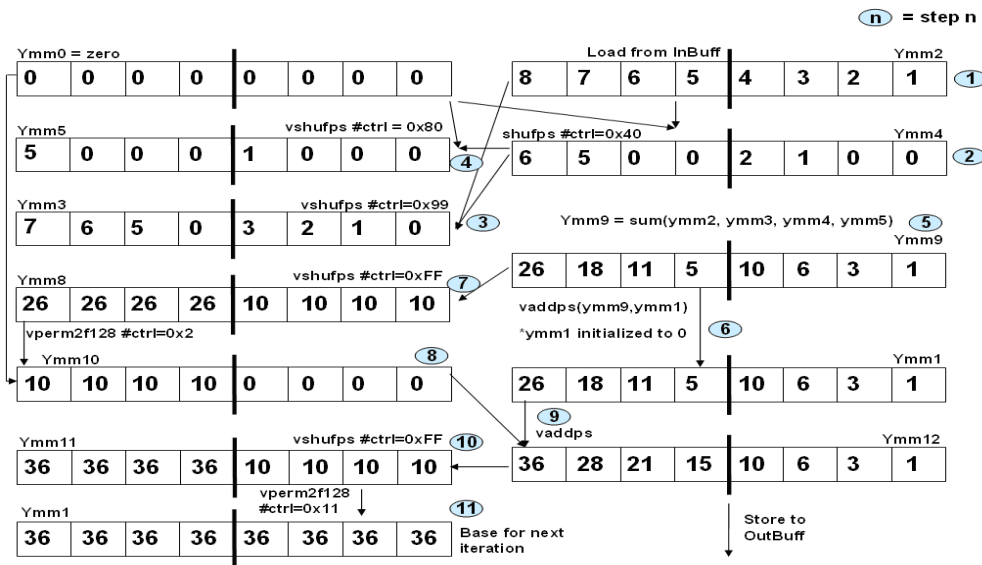 n = step n
Ymm0 = zero
0 0 0 0 0 0 0 0
Load from InBuff
Ymm2
8 7 6 5 4 3 2 1
1
Ymm5
vshufps #ctrl = 0x80
5 0 0 0 1 0 0 0
4
shufps #ctrl=0x40
Ymm4
6 5 0 0 2 1 0 0
2
Ymm3
vshufps #ctrl=0x99
7 6 5 0 3 2 1 0
3
Ymm9 = sum(ymm2, ymm3, ymm4, ymm5)
5
Ymm9
26 18 11 5 10 6 3 1
Ymm8
vshufps #ctrl=0xFF
7
26 26 26 26 10 10 10 10
vperm2f128 #ctrl=0x2
vaddps(ymm9,ymm1)
*ymm1 initialized to 0
6
Ymm10
8
10 10 10 10 0 0 0 0
Ymm1
26 18 11 5 10 6 3 1
9
vaddps
Ymm12
36 28 21 15 10 6 3 1
Ymm11
vshufps #ctrl=0xFF
10
36 36 36 36 10 10 10 10
vperm2f128
#ctrl=0x11
11
Ymm1
36 36 36 36 36 36 36 36
Base for next
iteration
Store to
OutBuff